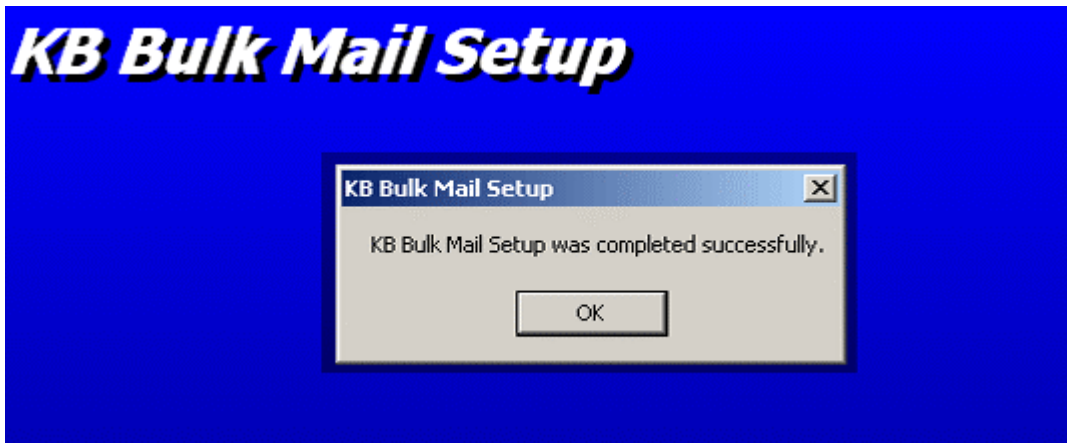 KB Bulk Mail Setup
KB Bulk Mail Setup
KB Bulk Mail Setup was completed successfully.
OK